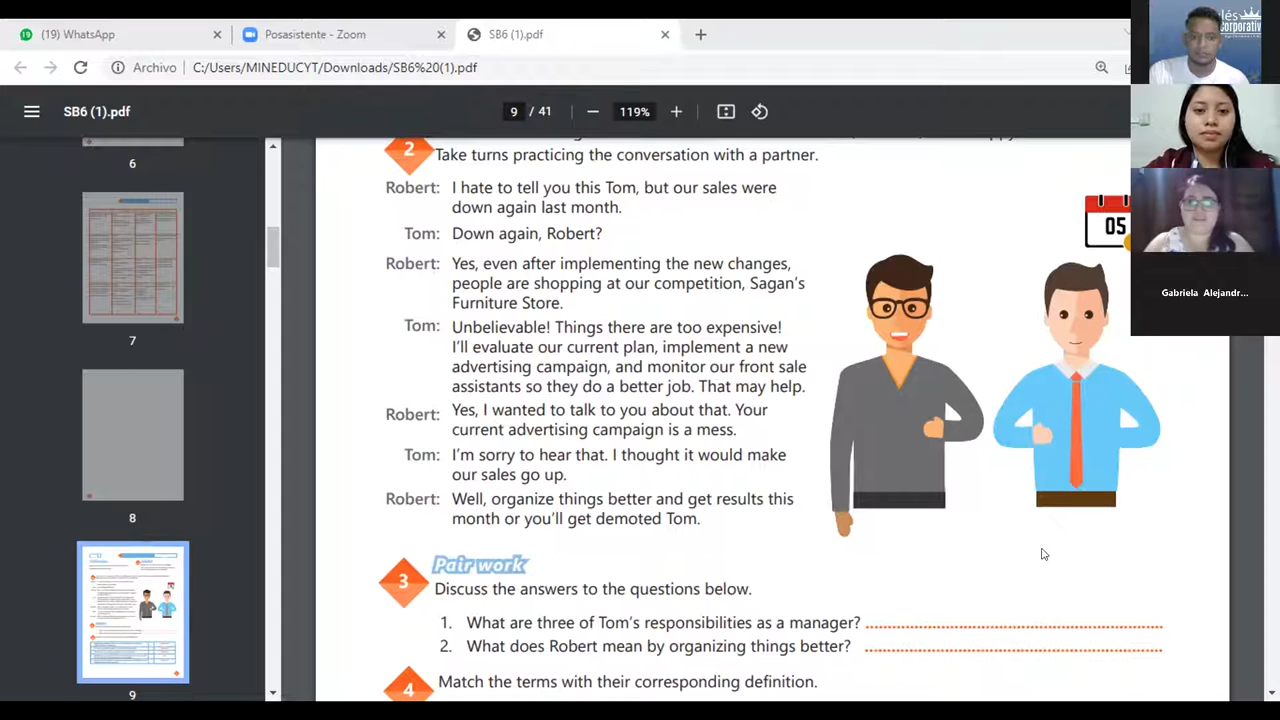 (19) WhatsApp
Posasistente - Zoom
SB6 (1).pdf
Archivo
C:/Users/MINEDUCYT/Downloads/SB6%20(1).pdf
SB6 (1).pdf
9 / 41
119%
6
7
8
9
2
Take turns practicing the conversation with a partner.
Robert: I hate to tell you this Tom, but our sales were
down again last month.
Tom: Down again, Robert?
Robert: Yes, even after implementing the new changes,
people are shopping at our competition, Sagan's
Furniture Store.
Tom: Unbelievable! Things there are too expensive!
I'll evaluate our current plan, implement a new
advertising campaign, and monitor our front sale
assistants so they do a better job. That may help.
Robert: Yes, I wanted to talk to you about that. Your
current advertising campaign is a mess.
Tom: I'm sorry to hear that. I thought it would make
our sales go up.
Robert: Well, organize things better and get results this
month or you'll get demoted Tom.
05
3
Pair work
Discuss the answers to the questions below.
1. What are three of Tom's responsibilities as a manager?
2. What does Robert mean by organizing things better?
4
Match the terms with their corresponding definition.
Gabriela Alejandr...